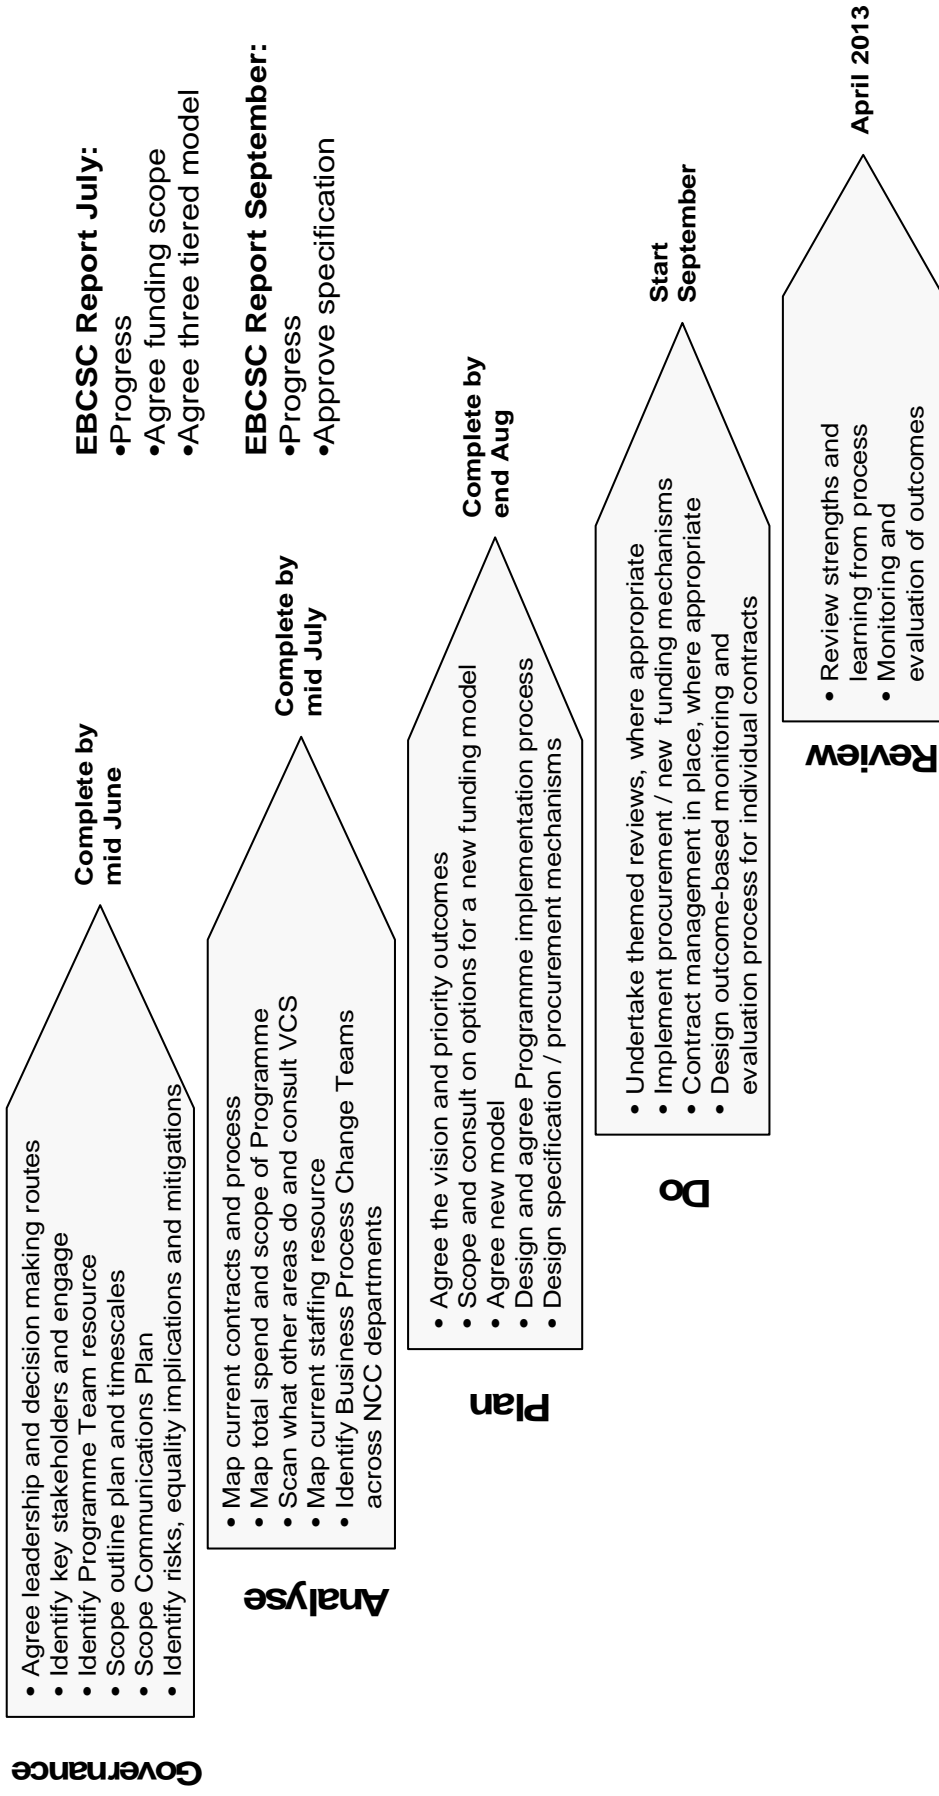 Governance
• Agree leadership and decision making routes
• Identify key stakeholders and engage
• Identify Programme Team resource
• Scope outline plan and timescales
• Scope Communications Plan
• Identify risks, equality implications and mitigations
Complete by
mid June
Analyse
• Map current contracts and process
• Map total spend and scope of Programme
• Scan what other areas do and consult VCS
• Map current staffing resource
• Identify Business Process Change Teams
across NCC departments
Complete by
mid July
Plan
• Agree the vision and priority outcomes
• Scope and consult on options for a new funding model
• Agree new model
• Design and agree Programme implementation process
• Design specification / procurement mechanisms
Complete by
end Aug
Do
• Undertake themed reviews, where appropriate
• Implement procurement / new funding mechanisms
• Contract management in place, where appropriate
• Design outcome-based monitoring and
evaluation process for individual contracts
Start
September
Review
• Review strengths and
learning from process
• Monitoring and
evaluation of outcomes
April 2013
EBCSC Report July:
•Progress
•Agree funding scope
•Agree three tiered model
EBCSC Report September:
•Progress
•Approve specification